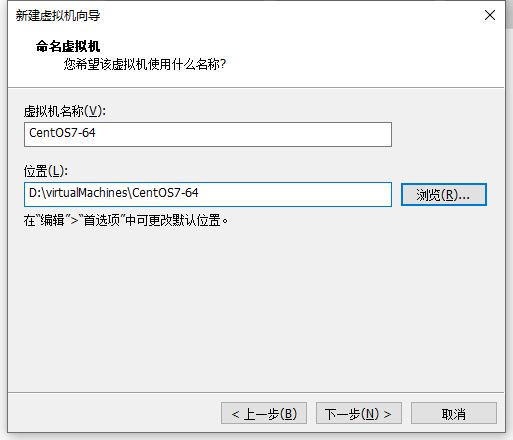 新建虚拟机向导
命名虚拟机
您希望该虚拟机使用什么名称?
虚拟机名称(V):
CentOS7-64
位置(L):
D:\virtualMachines\CentOS7-64
浏览(R)...
在“编辑”>“首选项”中可更改默认位置。
< 上一步(B)
下一步(N) >
取消